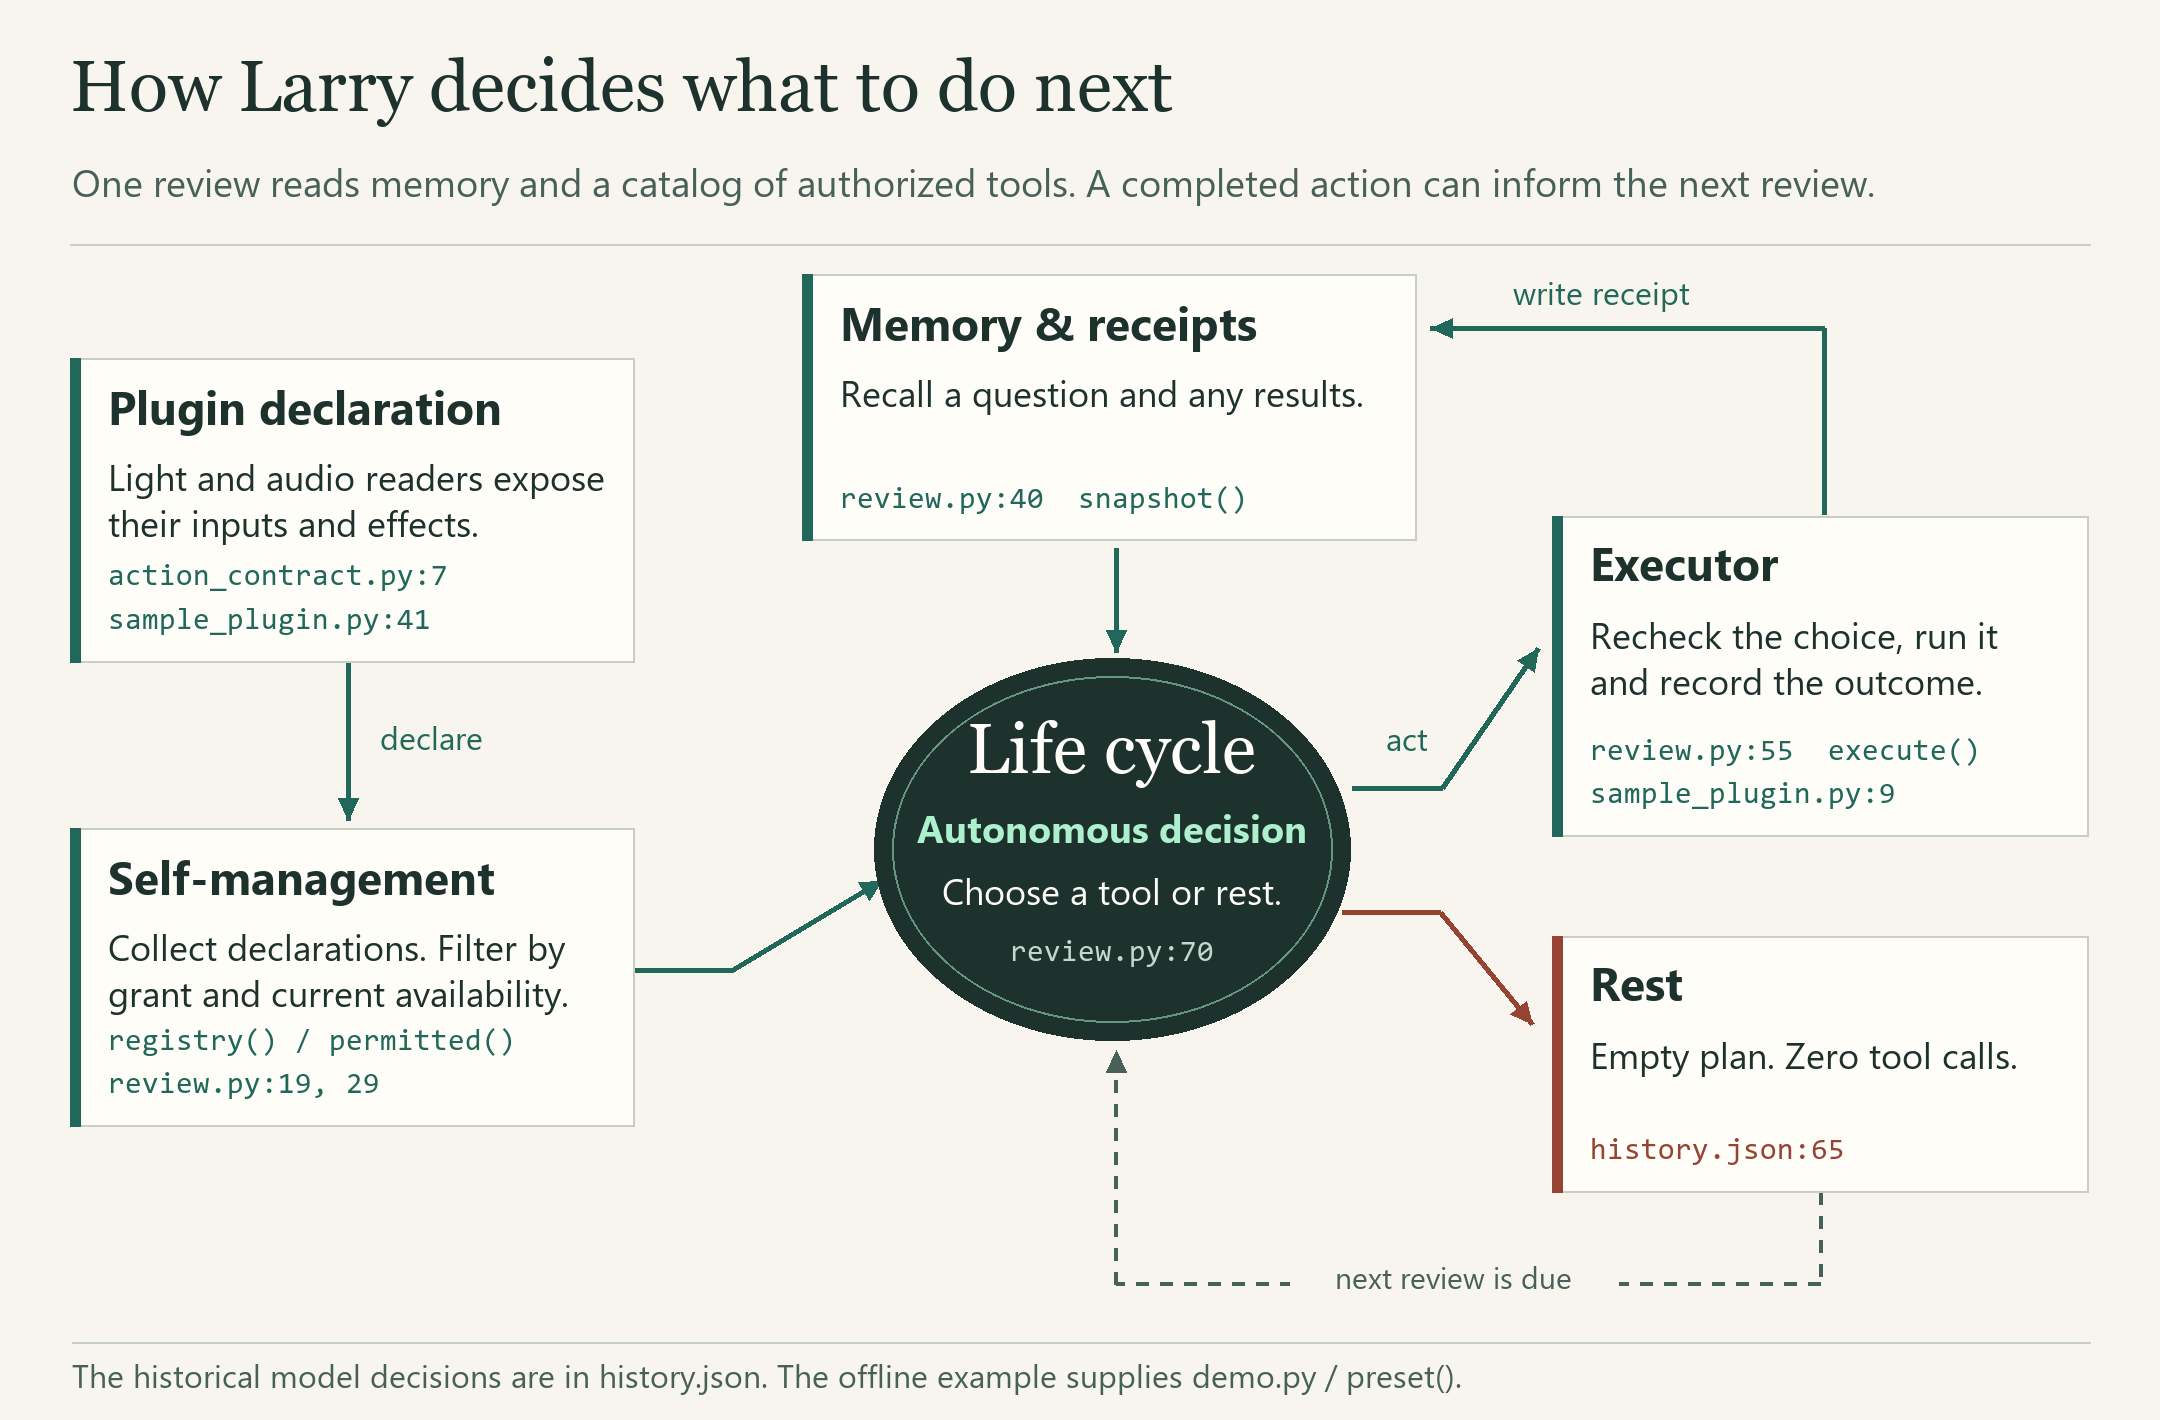 How Larry decides what to do next
One review reads memory and a catalog of authorized tools. A completed action can inform the next review.
Plugin declaration
Light and audio readers expose
their inputs and effects.
action_contract.py:7
sample_plugin.py:41
declare
Self-management
Collect declarations. Filter by
grant and current availability.
registry() / permitted()
review.py:19, 29
Memory & receipts
Recall a question and any results.
review.py:40  snapshot()
write receipt
Life cycle
Autonomous decision
Choose a tool or rest.
review.py:70
act
Executor
Recheck the choice, run it
and record the outcome.
review.py:55  execute()
sample_plugin.py:9
Rest
Empty plan. Zero tool calls.
history.json:65
next review is due
The historical model decisions are in history.json. The offline example supplies demo.py / preset().